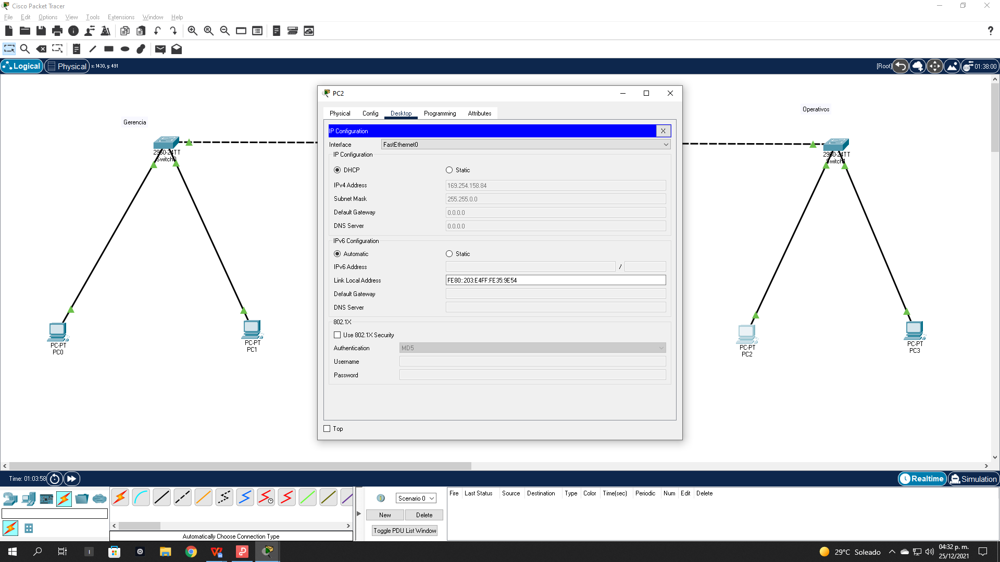 Cisco Packet Tracer
File Edit Options View Tools Extensions Window Help
?
Logical Physical x: 1430, y: 491 [Root] 01:38:00
PC2
Physical Config Desktop Programming Attributes
IP Configuration X
Interface FastEthernet0
IP Configuration
DHCP Static
IPv4 Address 169.254.158.84
Subnet Mask 255.255.0.0
Default Gateway 0.0.0.0
DNS Server 0.0.0.0
IPv6 Configuration
Automatic Static
IPv6 Address /
Link Local Address FE80::203:E4FF:FE35:9E54
Default Gateway
DNS Server
802.1X
Use 802.1X Security
Authentication MD5
Username
Password
Top
Gerencia
2960-24TT
Switch0
PC-PT
PC0
PC-PT
PC1
Operativos
2960-24TT
Switch1
PC-PT
PC2
PC-PT
PC3
Time: 01:03:58 Realtime Simulation
Automatically Choose Connection Type
Scenario 0
New Delete
Toggle PDU List Window
Fire Last Status Source Destination Type Color Time(sec) Periodic Num Edit Delete
29°C Soleado
04:32 p. m.
25/12/2021